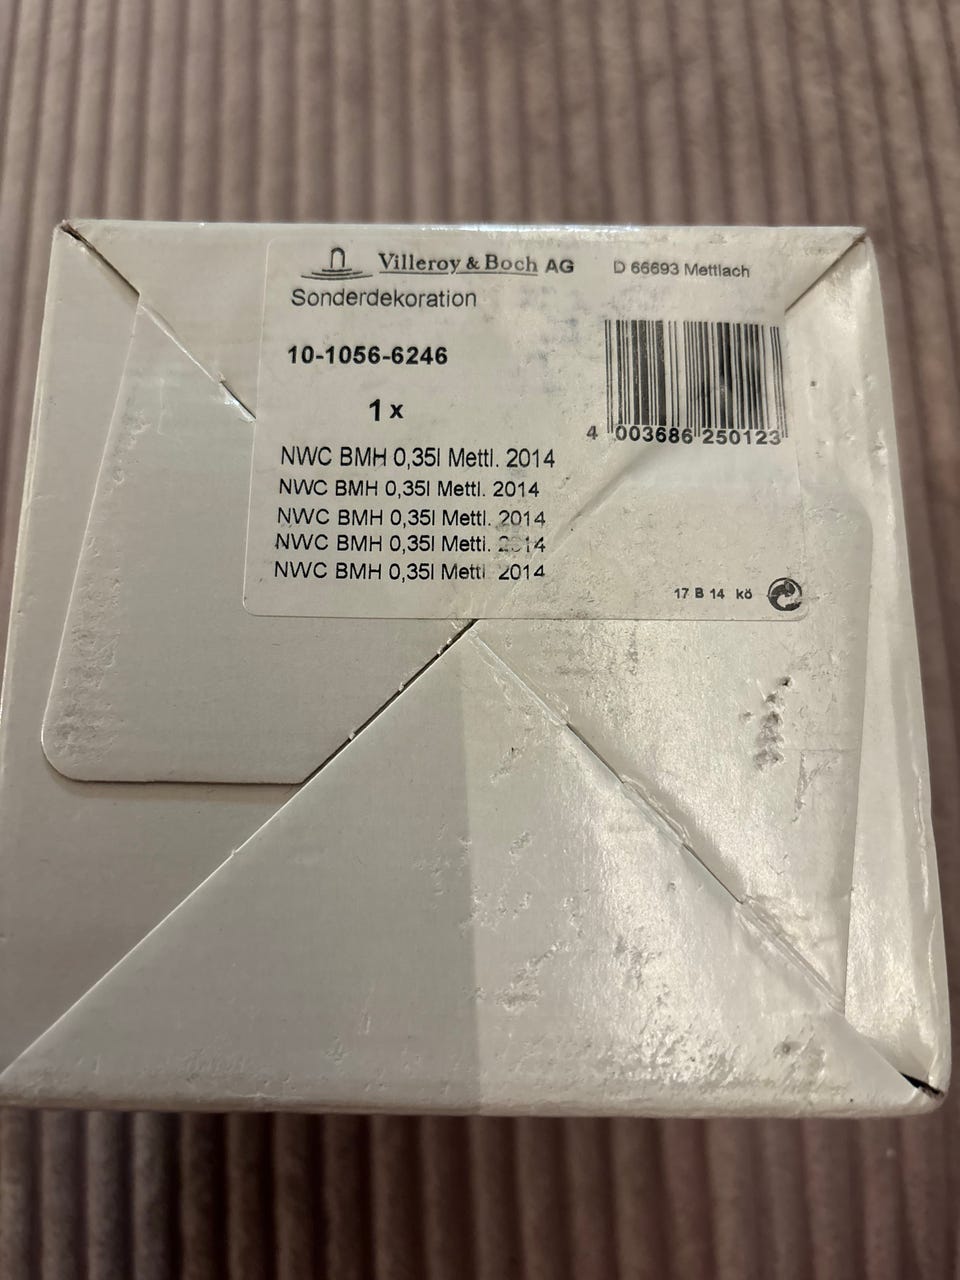 Villeroy & Boch AG D 66693 Mettlach
Sonderdekoration
10-1056-6246
1 x
4 003686 250123
NWC BMH 0,35l Mettl. 2014
NWC BMH 0,35l Mettl. 2014
NWC BMH 0,35l Mettl. 2014
NWC BMH 0,35l Mettl. 2014
NWC BMH 0,35l Mettl 2014
17 B 14 kö